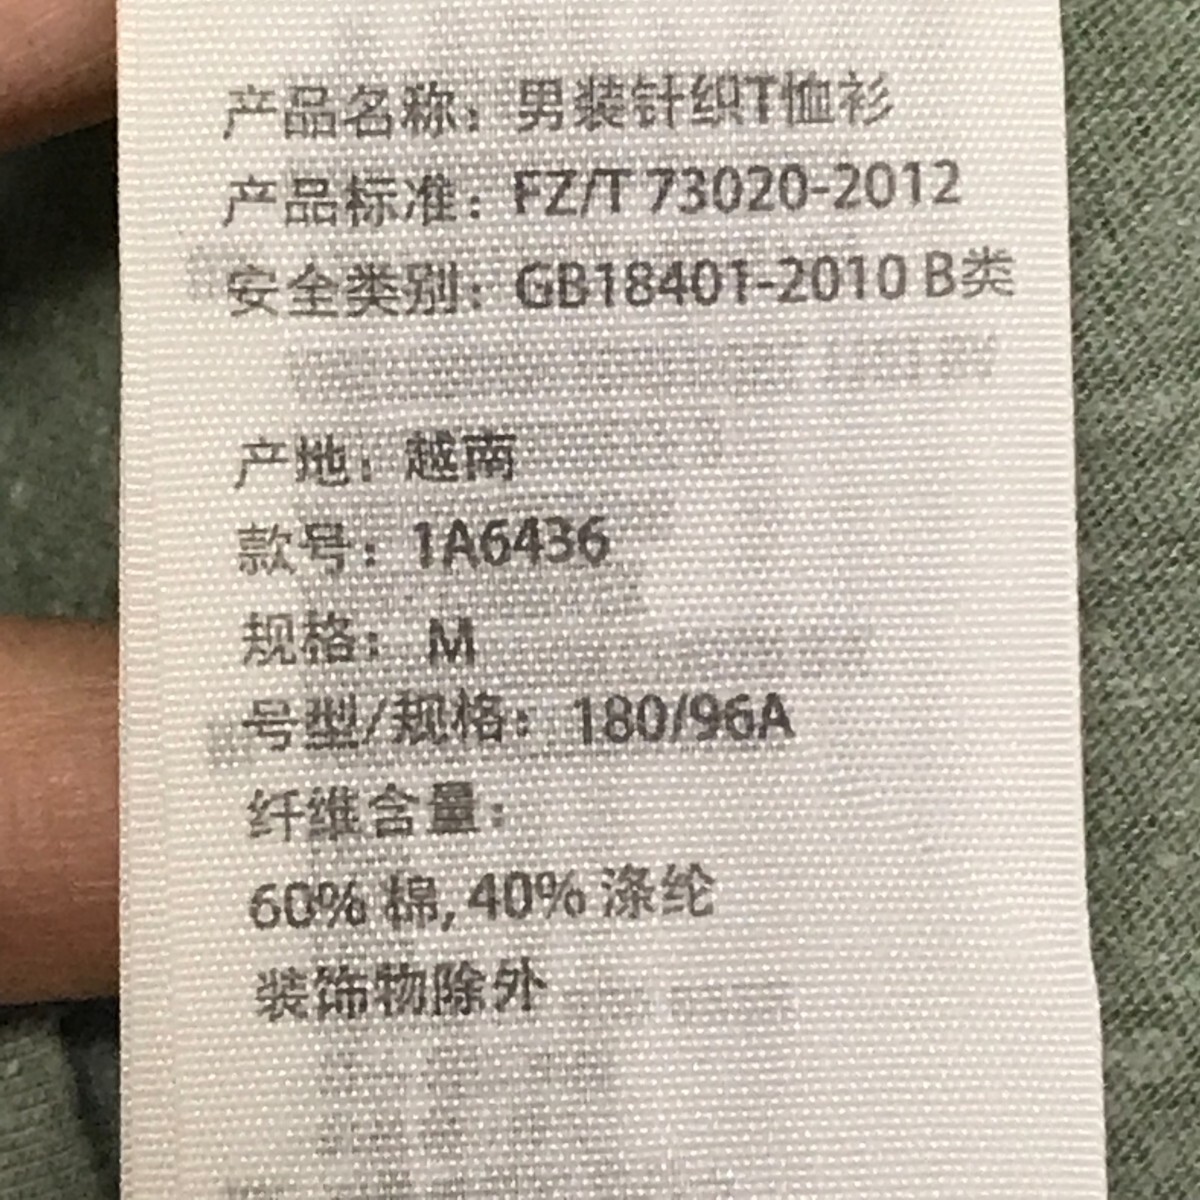 产品名称：男装针织T恤衫
产品标准：FZ/T 73020-2012
安全类别：GB18401-2010 B类
产地：越南
款号：1A6436
规格：M
号型/规格：180/96A
纤维含量：
60% 棉, 40% 涤纶
装饰物除外